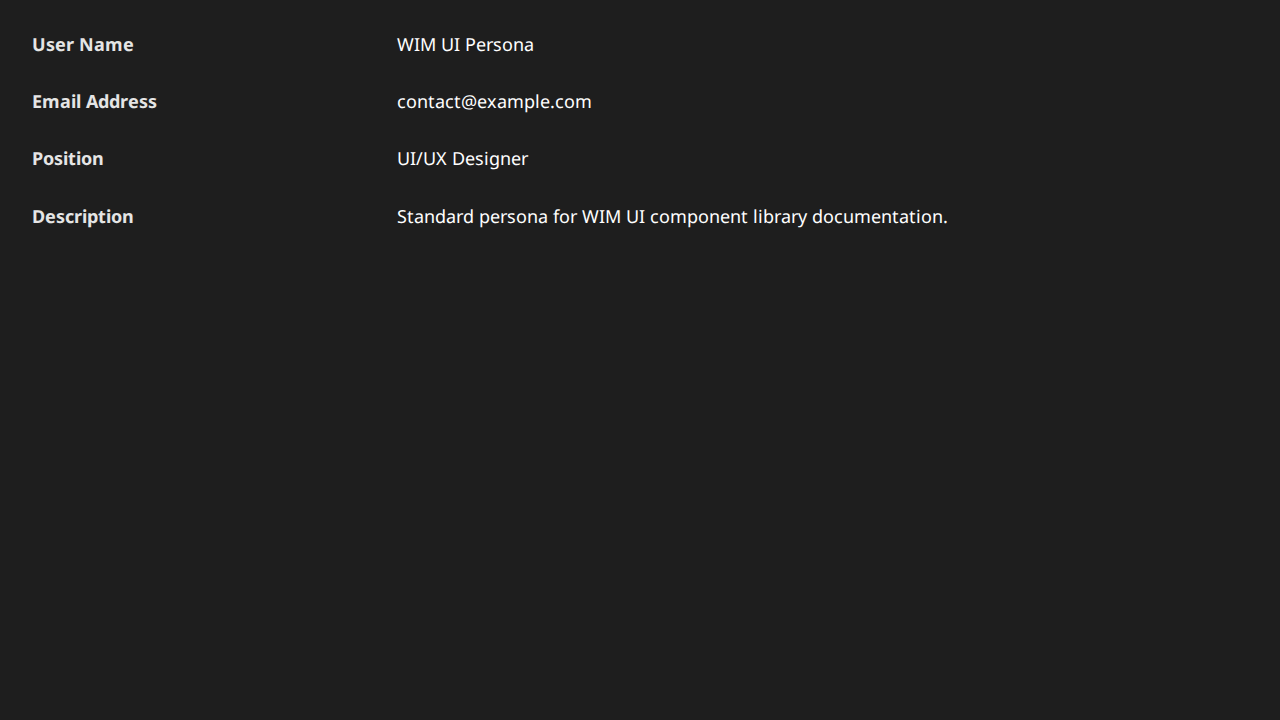 User Name WIM UI Persona
Email Address contact@example.com
Position UI/UX Designer
Description Standard persona for WIM UI component library documentation.